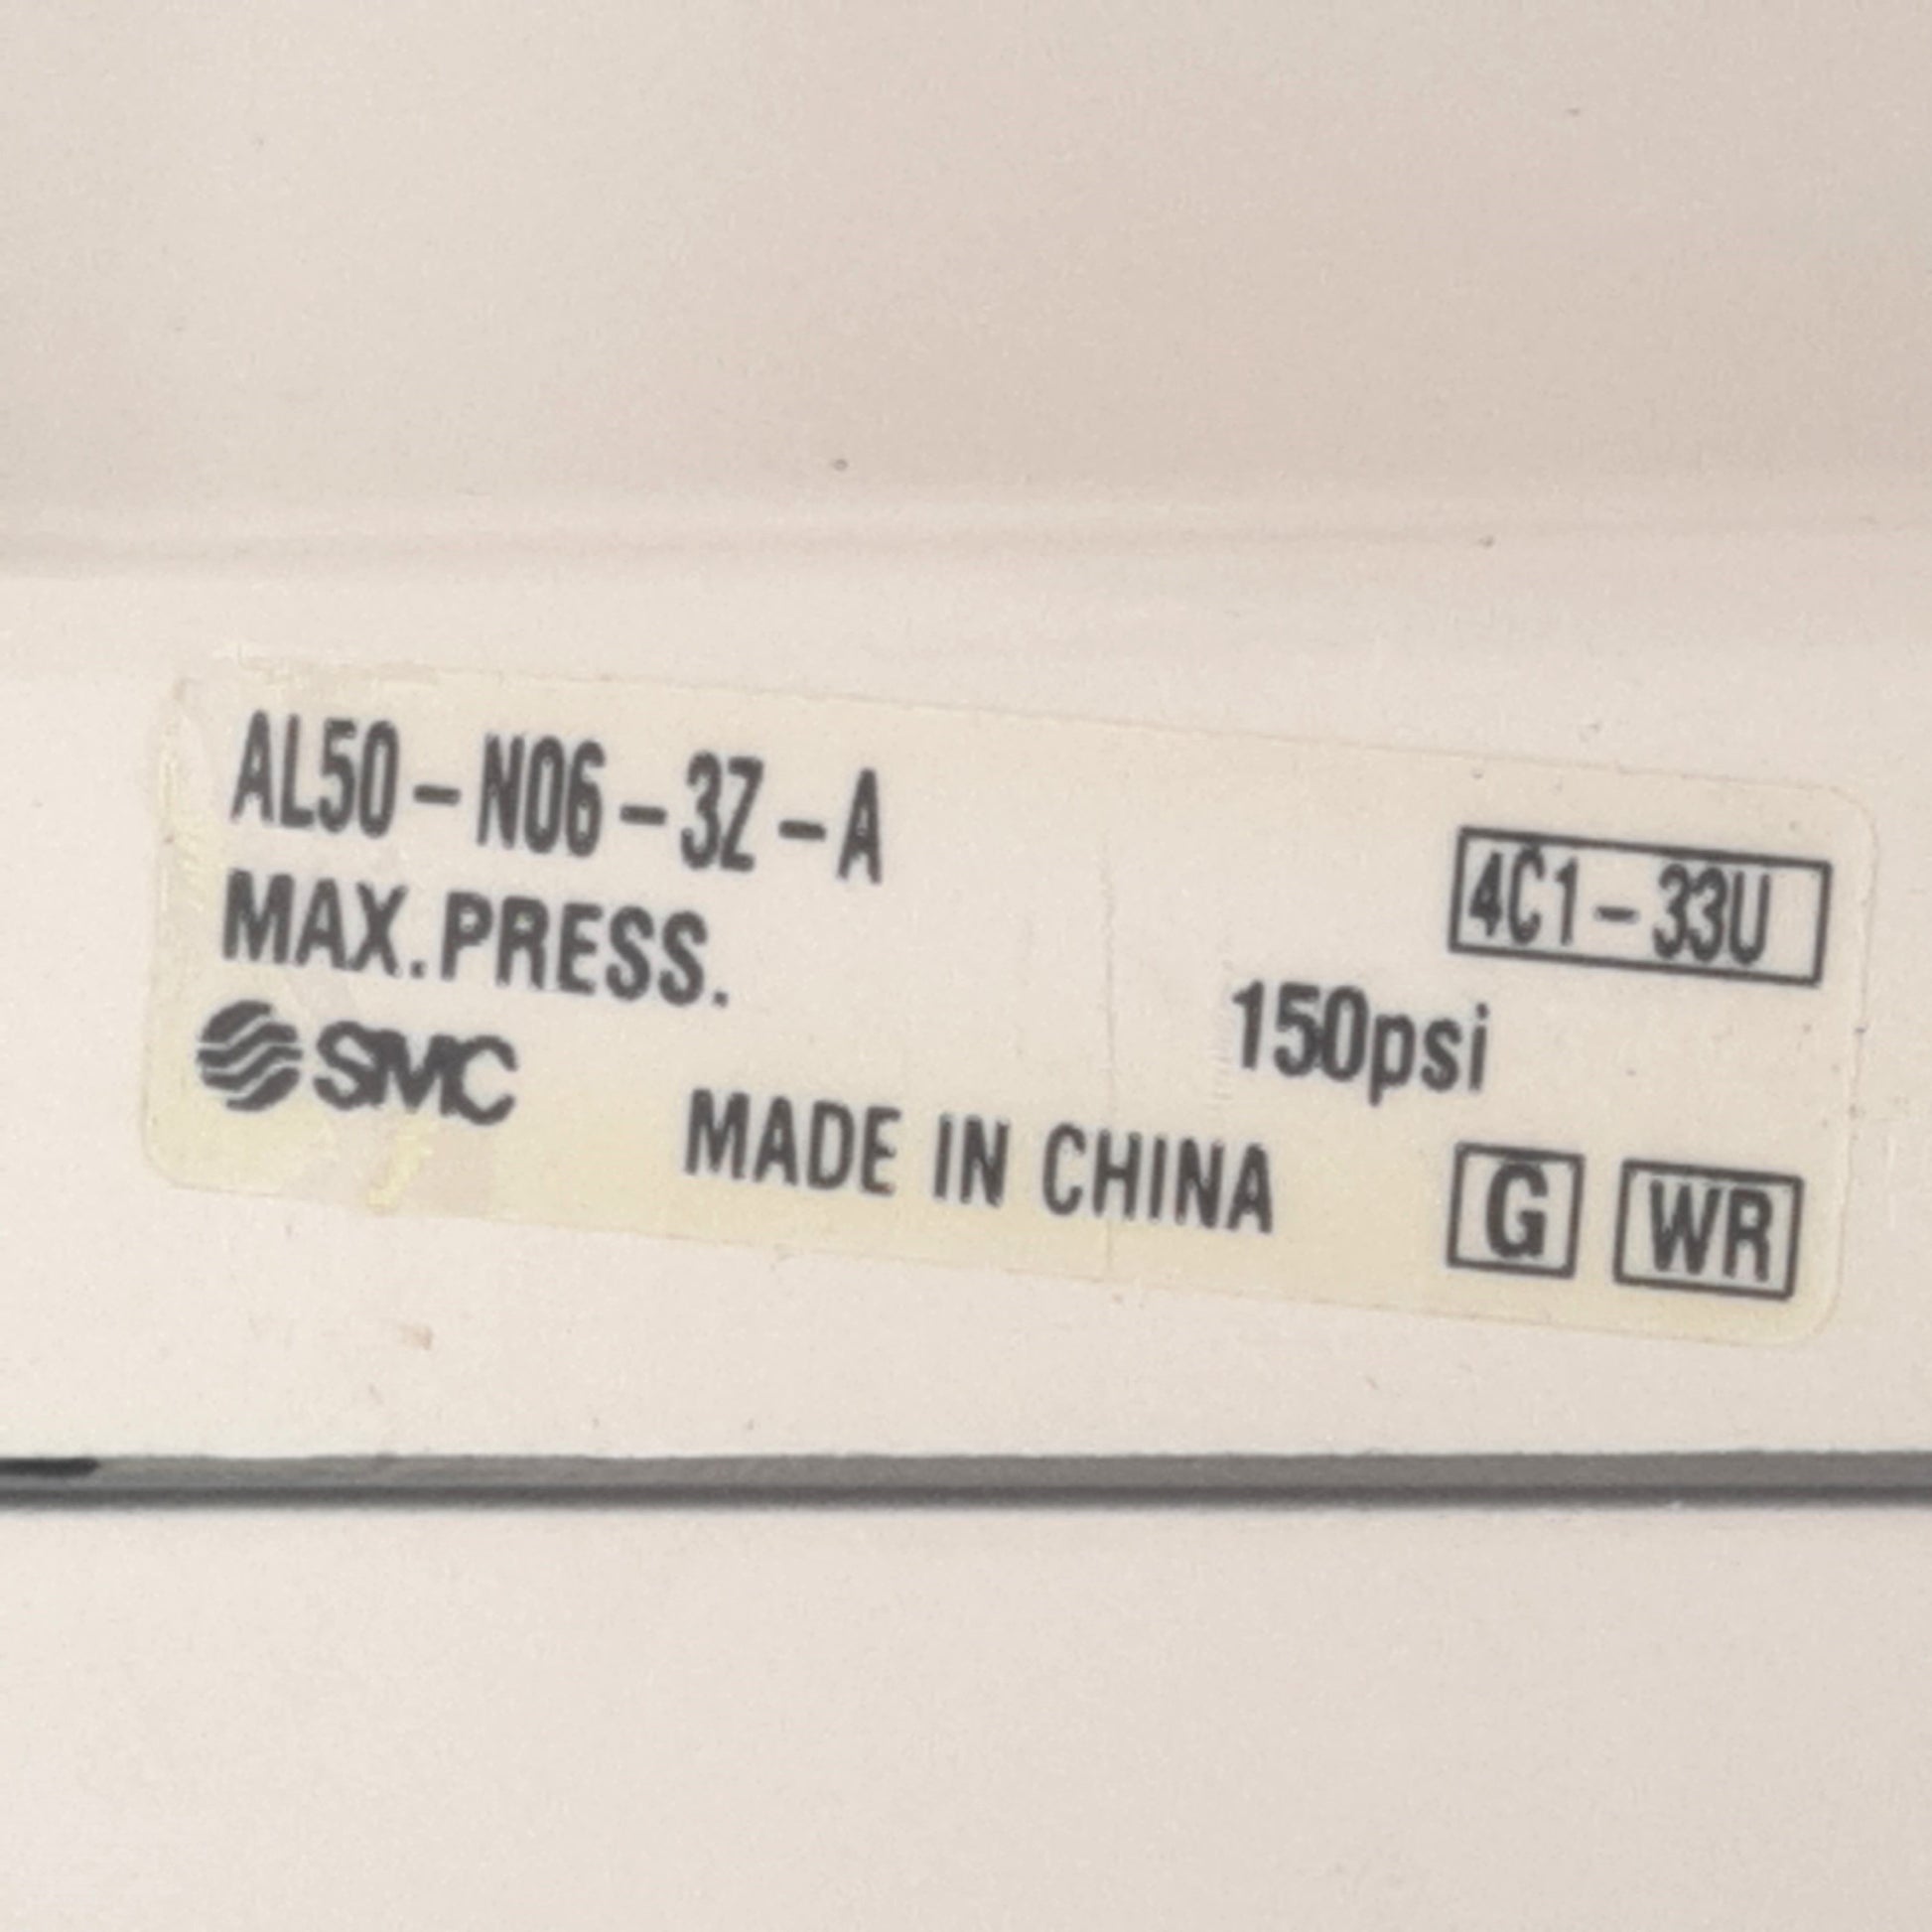 AL50-N06-3Z-A
4C1-33U
MAX.PRESS.
150psi
SMC
MADE IN CHINA
G WR